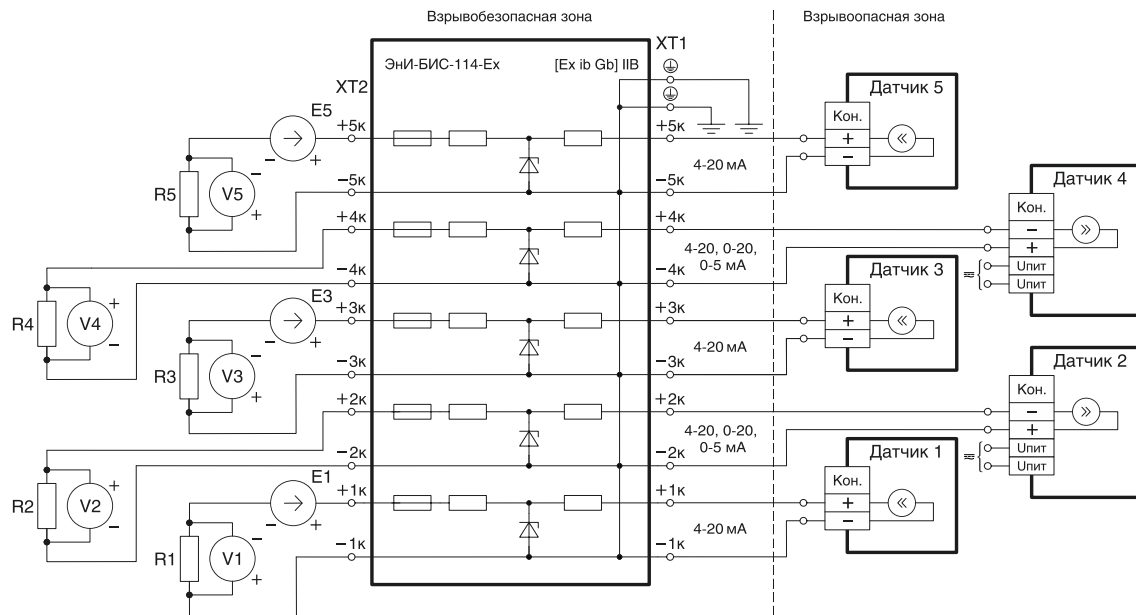 Взрывобезопасная зона
Взрывоопасная зона
ЭнИ-БИС-114-Ex
[Ex ib Gb] IIB
XT1
XT2
E5
+5к
+5к
4-20 мА
Датчик 5
Кон.
+
−
R5
V5
−
+
−
+
−5к
−5к
+4к
+4к
4-20, 0-20,
0-5 мА
Датчик 4
Кон.
−
+
Uпит
Uпит
−4к
−4к
R4
V4
+
−
E3
−
+
+3к
+3к
4-20 мА
Датчик 3
Кон.
+
−
R3
V3
−
+
−3к
−3к
+2к
+2к
4-20, 0-20,
0-5 мА
Датчик 2
Кон.
−
+
Uпит
Uпит
−2к
−2к
R2
V2
+
−
E1
−
+
+1к
+1к
4-20 мА
Датчик 1
Кон.
+
−
R1
V1
−
+
−1к
−1к